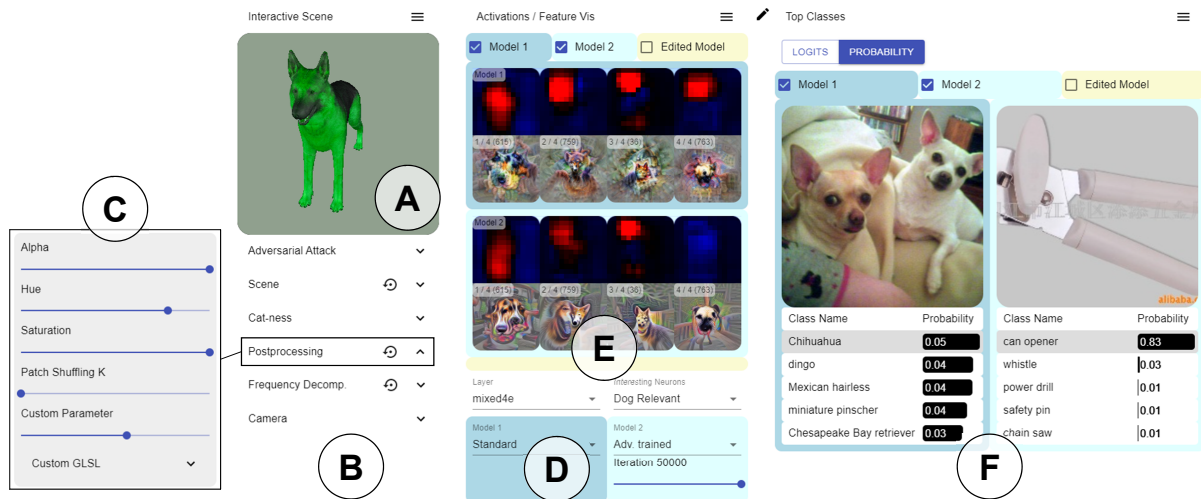 Interactive Scene
A
Adversarial Attack
Scene
Cat-ness
Postprocessing
Frequency Decomp.
Camera
B
C
Alpha
Hue
Saturation
Patch Shuffling K
Custom Parameter
Custom GLSL
Activations / Feature Vis
Model 1 Model 2 Edited Model
Model 1
1 / 4 (615) 2 / 4 (759) 3 / 4 (36) 4 / 4 (763)
Model 2
1 / 4 (615) 2 / 4 (759) 3 / 4 (36) 4 / 4 (763)
E
Layer Interesting Neurons
mixed4e Dog Relevant
Model 1 Model 2
Standard Adv. trained
Iteration 50000
D
Top Classes
LOGITS PROBABILITY
Model 1 Model 2 Edited Model
alibaba.
Class Name Probability
Chihuahua 0.05
dingo 0.04
Mexican hairless 0.04
miniature pinscher 0.04
Chesapeake Bay retriever 0.03
Class Name Probability
can opener 0.83
whistle 0.03
power drill 0.01
safety pin 0.01
chain saw 0.01
F